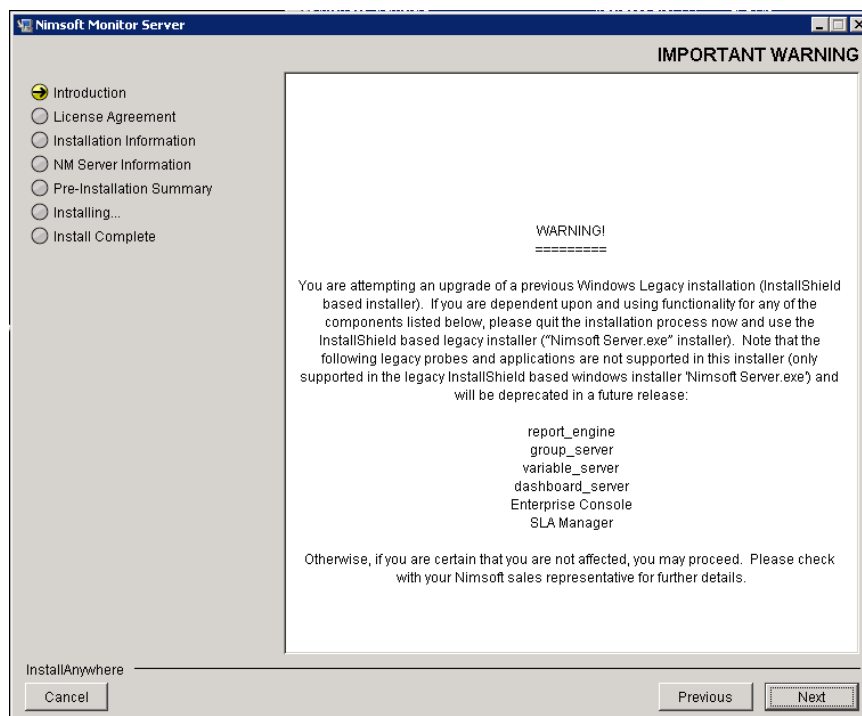 Nimsoft Monitor Server
IMPORTANT WARNING
Introduction
License Agreement
Installation Information
NM Server Information
Pre-Installation Summary
Installing...
Install Complete
WARNING!
=========
You are attempting an upgrade of a previous Windows Legacy installation (InstallShield
based installer).  If you are dependent upon and using functionality for any of the
components listed below, please quit the installation process now and use the
InstallShield based legacy installer ("Nimsoft Server.exe" installer).  Note that the
following legacy probes and applications are not supported in this installer (only
supported in the legacy InstallShield based windows installer 'Nimsoft Server.exe') and
will be deprecated in a future release:
report_engine
group_server
variable_server
dashboard_server
Enterprise Console
SLA Manager
Otherwise, if you are certain that you are not affected, you may proceed.  Please check
with your Nimsoft sales representative for further details.
InstallAnywhere
Cancel
Previous
Next